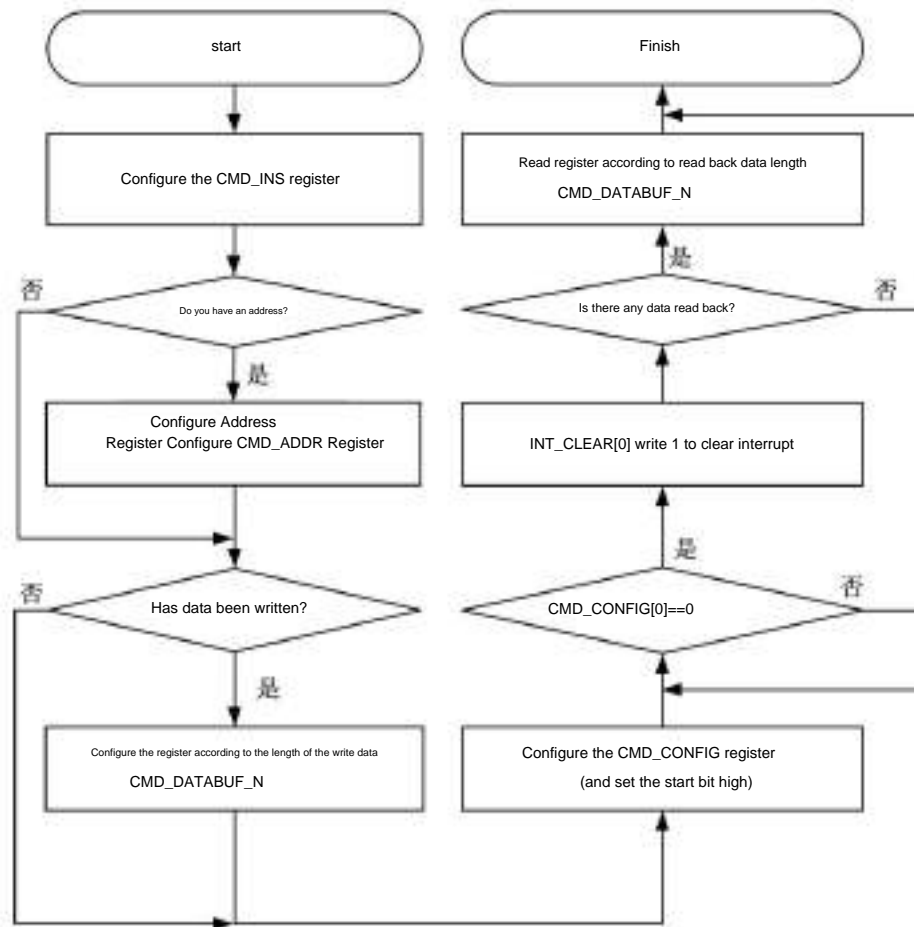 start
Configure the CMD_INS register
否
Do you have an address?
是
Configure Address
Register Configure CMD_ADDR Register
否
Has data been written?
是
Configure the register according to the length of the write data
CMD_DATABUF_N
Finish
Read register according to read back data length
CMD_DATABUF_N
是
Is there any data read back?
否
INT_CLEAR[0] write 1 to clear interrupt
是
CMD_CONFIG[0]==0
否
Configure the CMD_CONFIG register
(and set the start bit high)